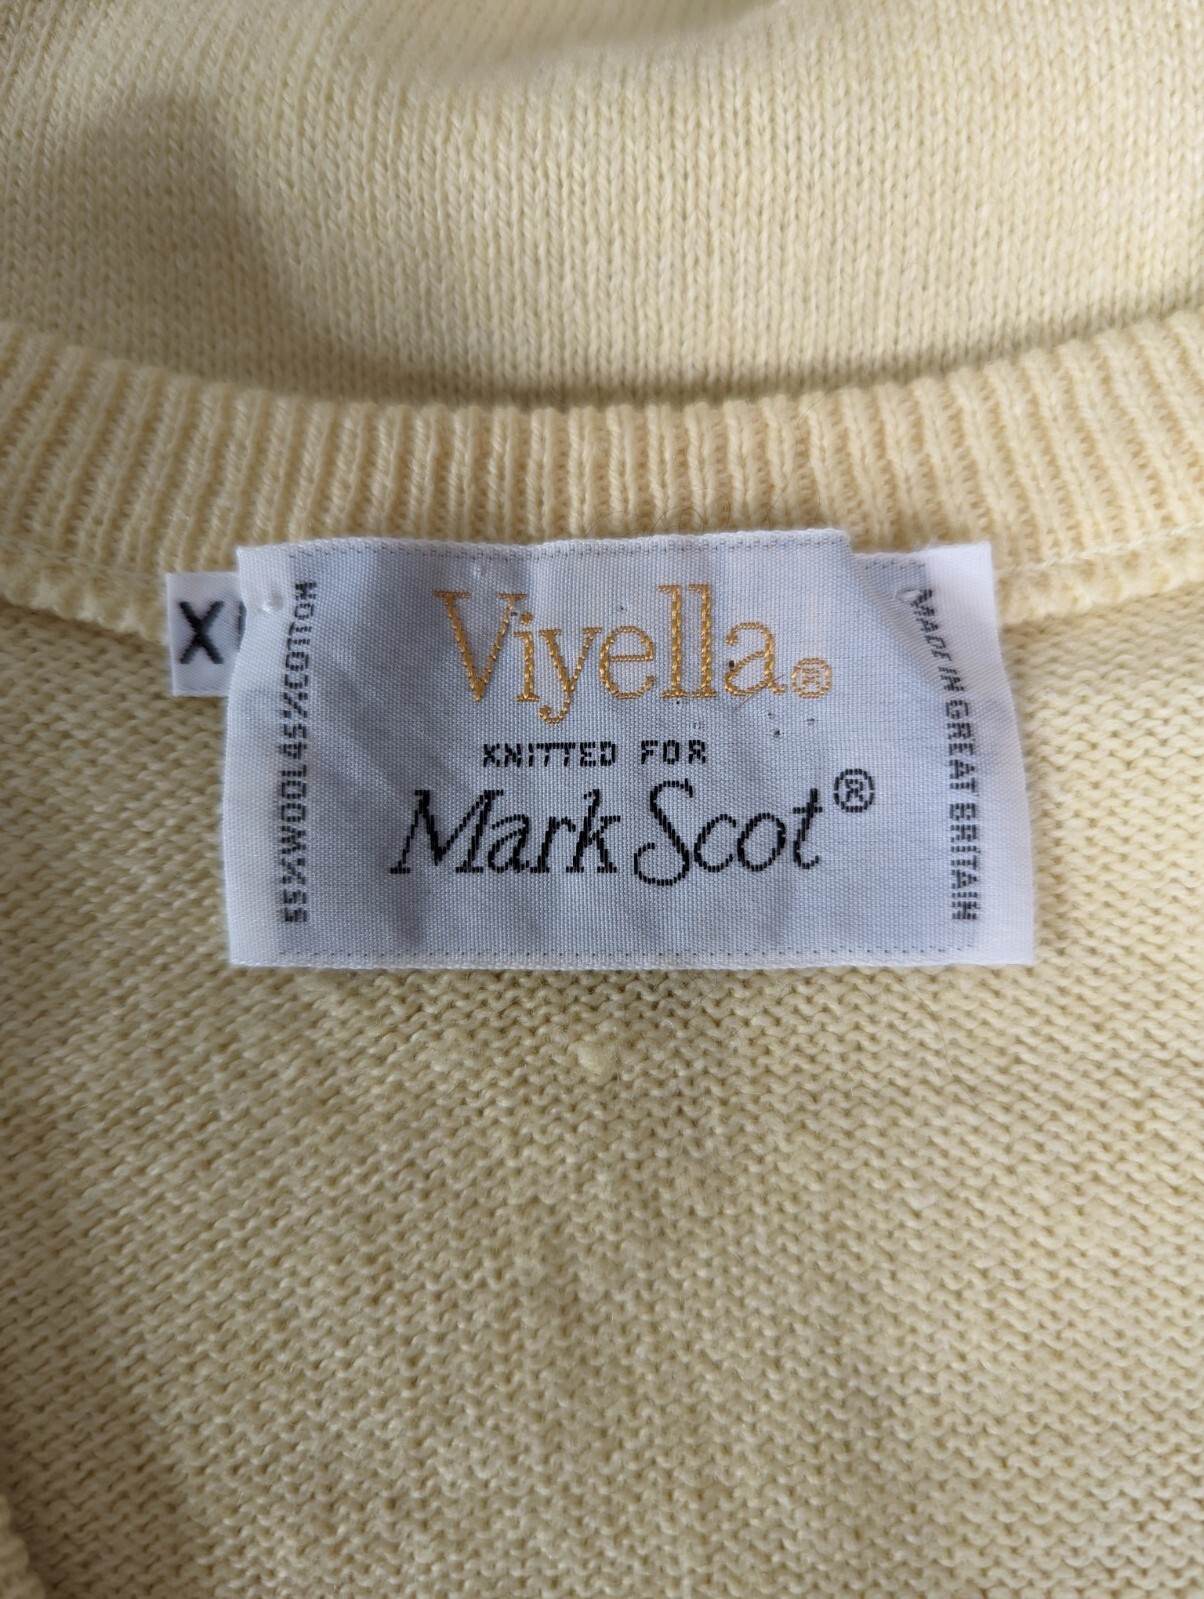 X
55%WOOL45%COTTON
Viyella®
KNITTED FOR
Mark Scot®
MADE IN GREAT BRITAIN